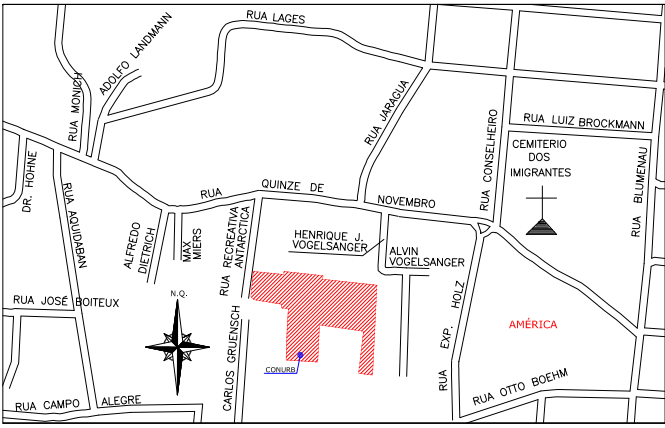 RUA LAGES
ADOLFO LANDMANN
RUA MONICH
RUA JARAGUA
RUA CONSELHEIRO
RUA LUIZ BROCKMANN
CEMITERIO
DOS
IMIGRANTES
RUA BLUMENAU
DR. HOHNE
RUA AQUIDABAN
RUA QUINZE DE NOVEMBRO
ALFREDO
DIETRICH
MAX
MIERS
RUA RECREATIVA
ANTARCTICA
HENRIQUE J.
VOGELSANGER
ALVIN
VOGELSANGER
N.Q.
RUA JOSÉ BOITEUX
RUA EXP. HOLZ
AMÉRICA
CARLOS GRUENSCH
CONURB
RUA CAMPO ALEGRE
RUA OTTO BOEHM